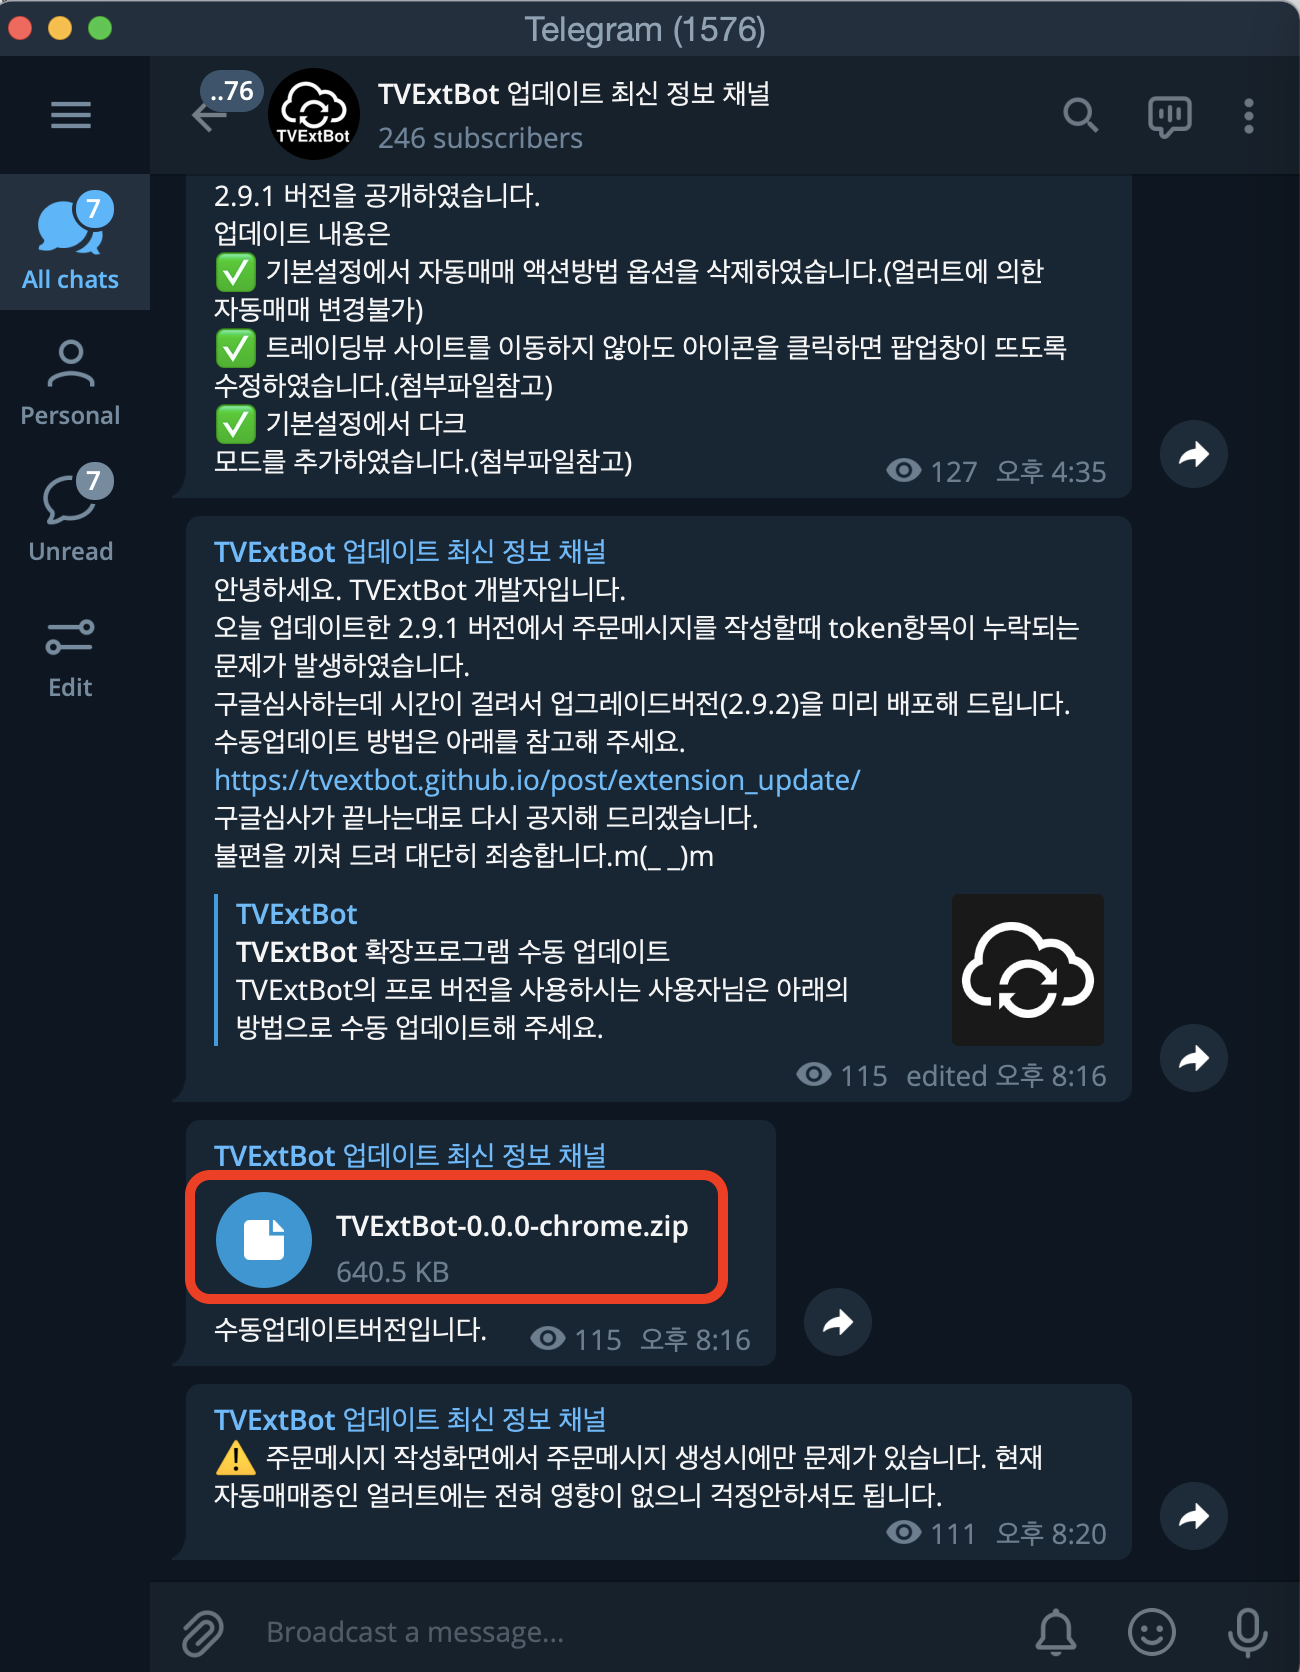 Telegram (1576)
..76
TVExtBot
TVExtBot 업데이트 최신 정보 채널
246 subscribers
7
All chats
Personal
7
Unread
Edit
2.9.1 버전을 공개하였습니다.
업데이트 내용은
✅ 기본설정에서 자동매매 액션방법 옵션을 삭제하였습니다.(얼러트에 의한
자동매매 변경불가)
✅ 트레이딩뷰 사이트를 이동하지 않아도 아이콘을 클릭하면 팝업창이 뜨도록
수정하였습니다.(첨부파일참고)
✅ 기본설정에서 다크
모드를 추가하였습니다.(첨부파일참고)
127 오후 4:35
TVExtBot 업데이트 최신 정보 채널
안녕하세요. TVExtBot 개발자입니다.
오늘 업데이트한 2.9.1 버전에서 주문메시지를 작성할때 token항목이 누락되는
문제가 발생하였습니다.
구글심사하는데 시간이 걸려서 업그레이드버전(2.9.2)을 미리 배포해 드립니다.
수동업데이트 방법은 아래를 참고해 주세요.
https://tvextbot.github.io/post/extension_update/
구글심사가 끝나는대로 다시 공지해 드리겠습니다.
불편을 끼쳐 드려 대단히 죄송합니다.m(_ _)m
TVExtBot
TVExtBot 확장프로그램 수동 업데이트
TVExtBot의 프로 버전을 사용하시는 사용자님은 아래의
방법으로 수동 업데이트해 주세요.
115 edited 오후 8:16
TVExtBot 업데이트 최신 정보 채널
TVExtBot-0.0.0-chrome.zip
640.5 KB
수동업데이트버전입니다.
115 오후 8:16
TVExtBot 업데이트 최신 정보 채널
⚠️ 주문메시지 작성화면에서 주문메시지 생성시에만 문제가 있습니다. 현재
자동매매중인 얼러트에는 전혀 영향이 없으니 걱정안하셔도 됩니다.
111 오후 8:20
Broadcast a message...